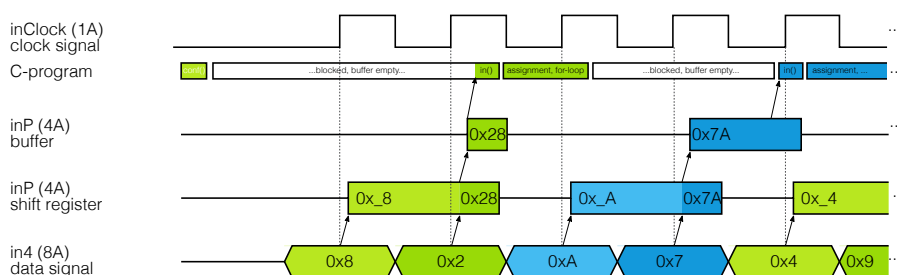 inClock (1A)
clock signal
...
C-program
conf()
...blocked, buffer empty...
in()
assignment, for-loop
...blocked, buffer empty...
in()
assignment, ...
inP (4A)
buffer
0x28
0x7A
...
inP (4A)
shift register
0x_8
0x28
0x_A
0x7A
0x_4
...
in4 (8A)
data signal
0x8
0x2
0xA
0x7
0x4
0x9
...